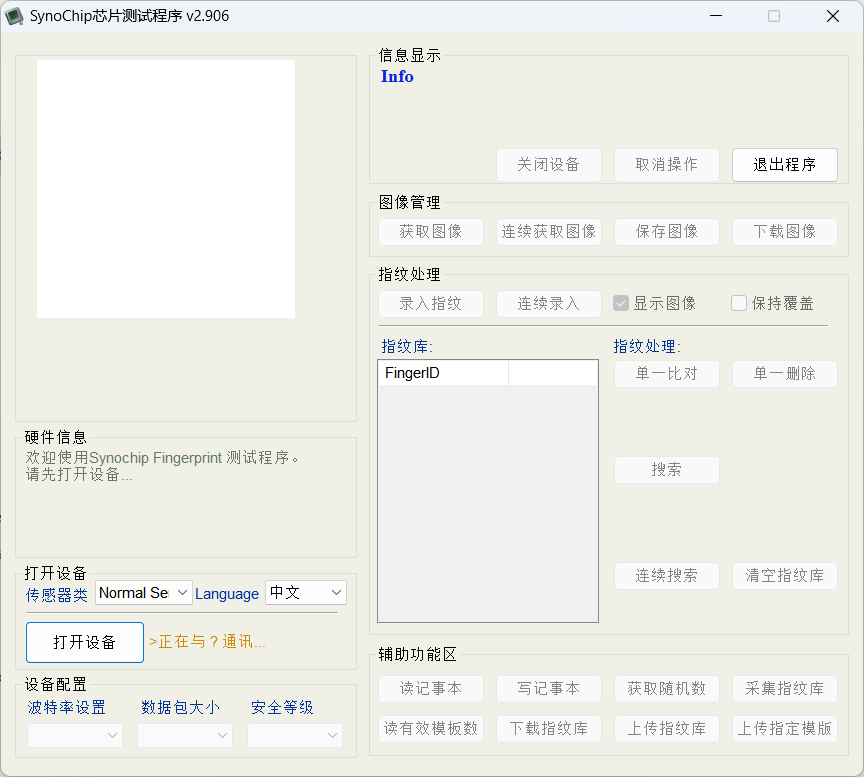 SynoChip芯片测试程序 v2.906
信息显示
Info
关闭设备 取消操作 退出程序
图像管理
获取图像 连续获取图像 保存图像 下载图像
指纹处理
录入指纹 连续录入 显示图像 保持覆盖
指纹库: 指纹处理:
FingerID
单一比对 单一删除
搜索
连续搜索 清空指纹库
硬件信息
欢迎使用Synochip Fingerprint 测试程序。
请先打开设备...
打开设备
传感器类 Normal Se Language 中文
打开设备 >正在与？通讯...
设备配置
波特率设置 数据包大小 安全等级
辅助功能区
读记事本 写记事本 获取随机数 采集指纹库
读有效模板数 下载指纹库 上传指纹库 上传指定模版